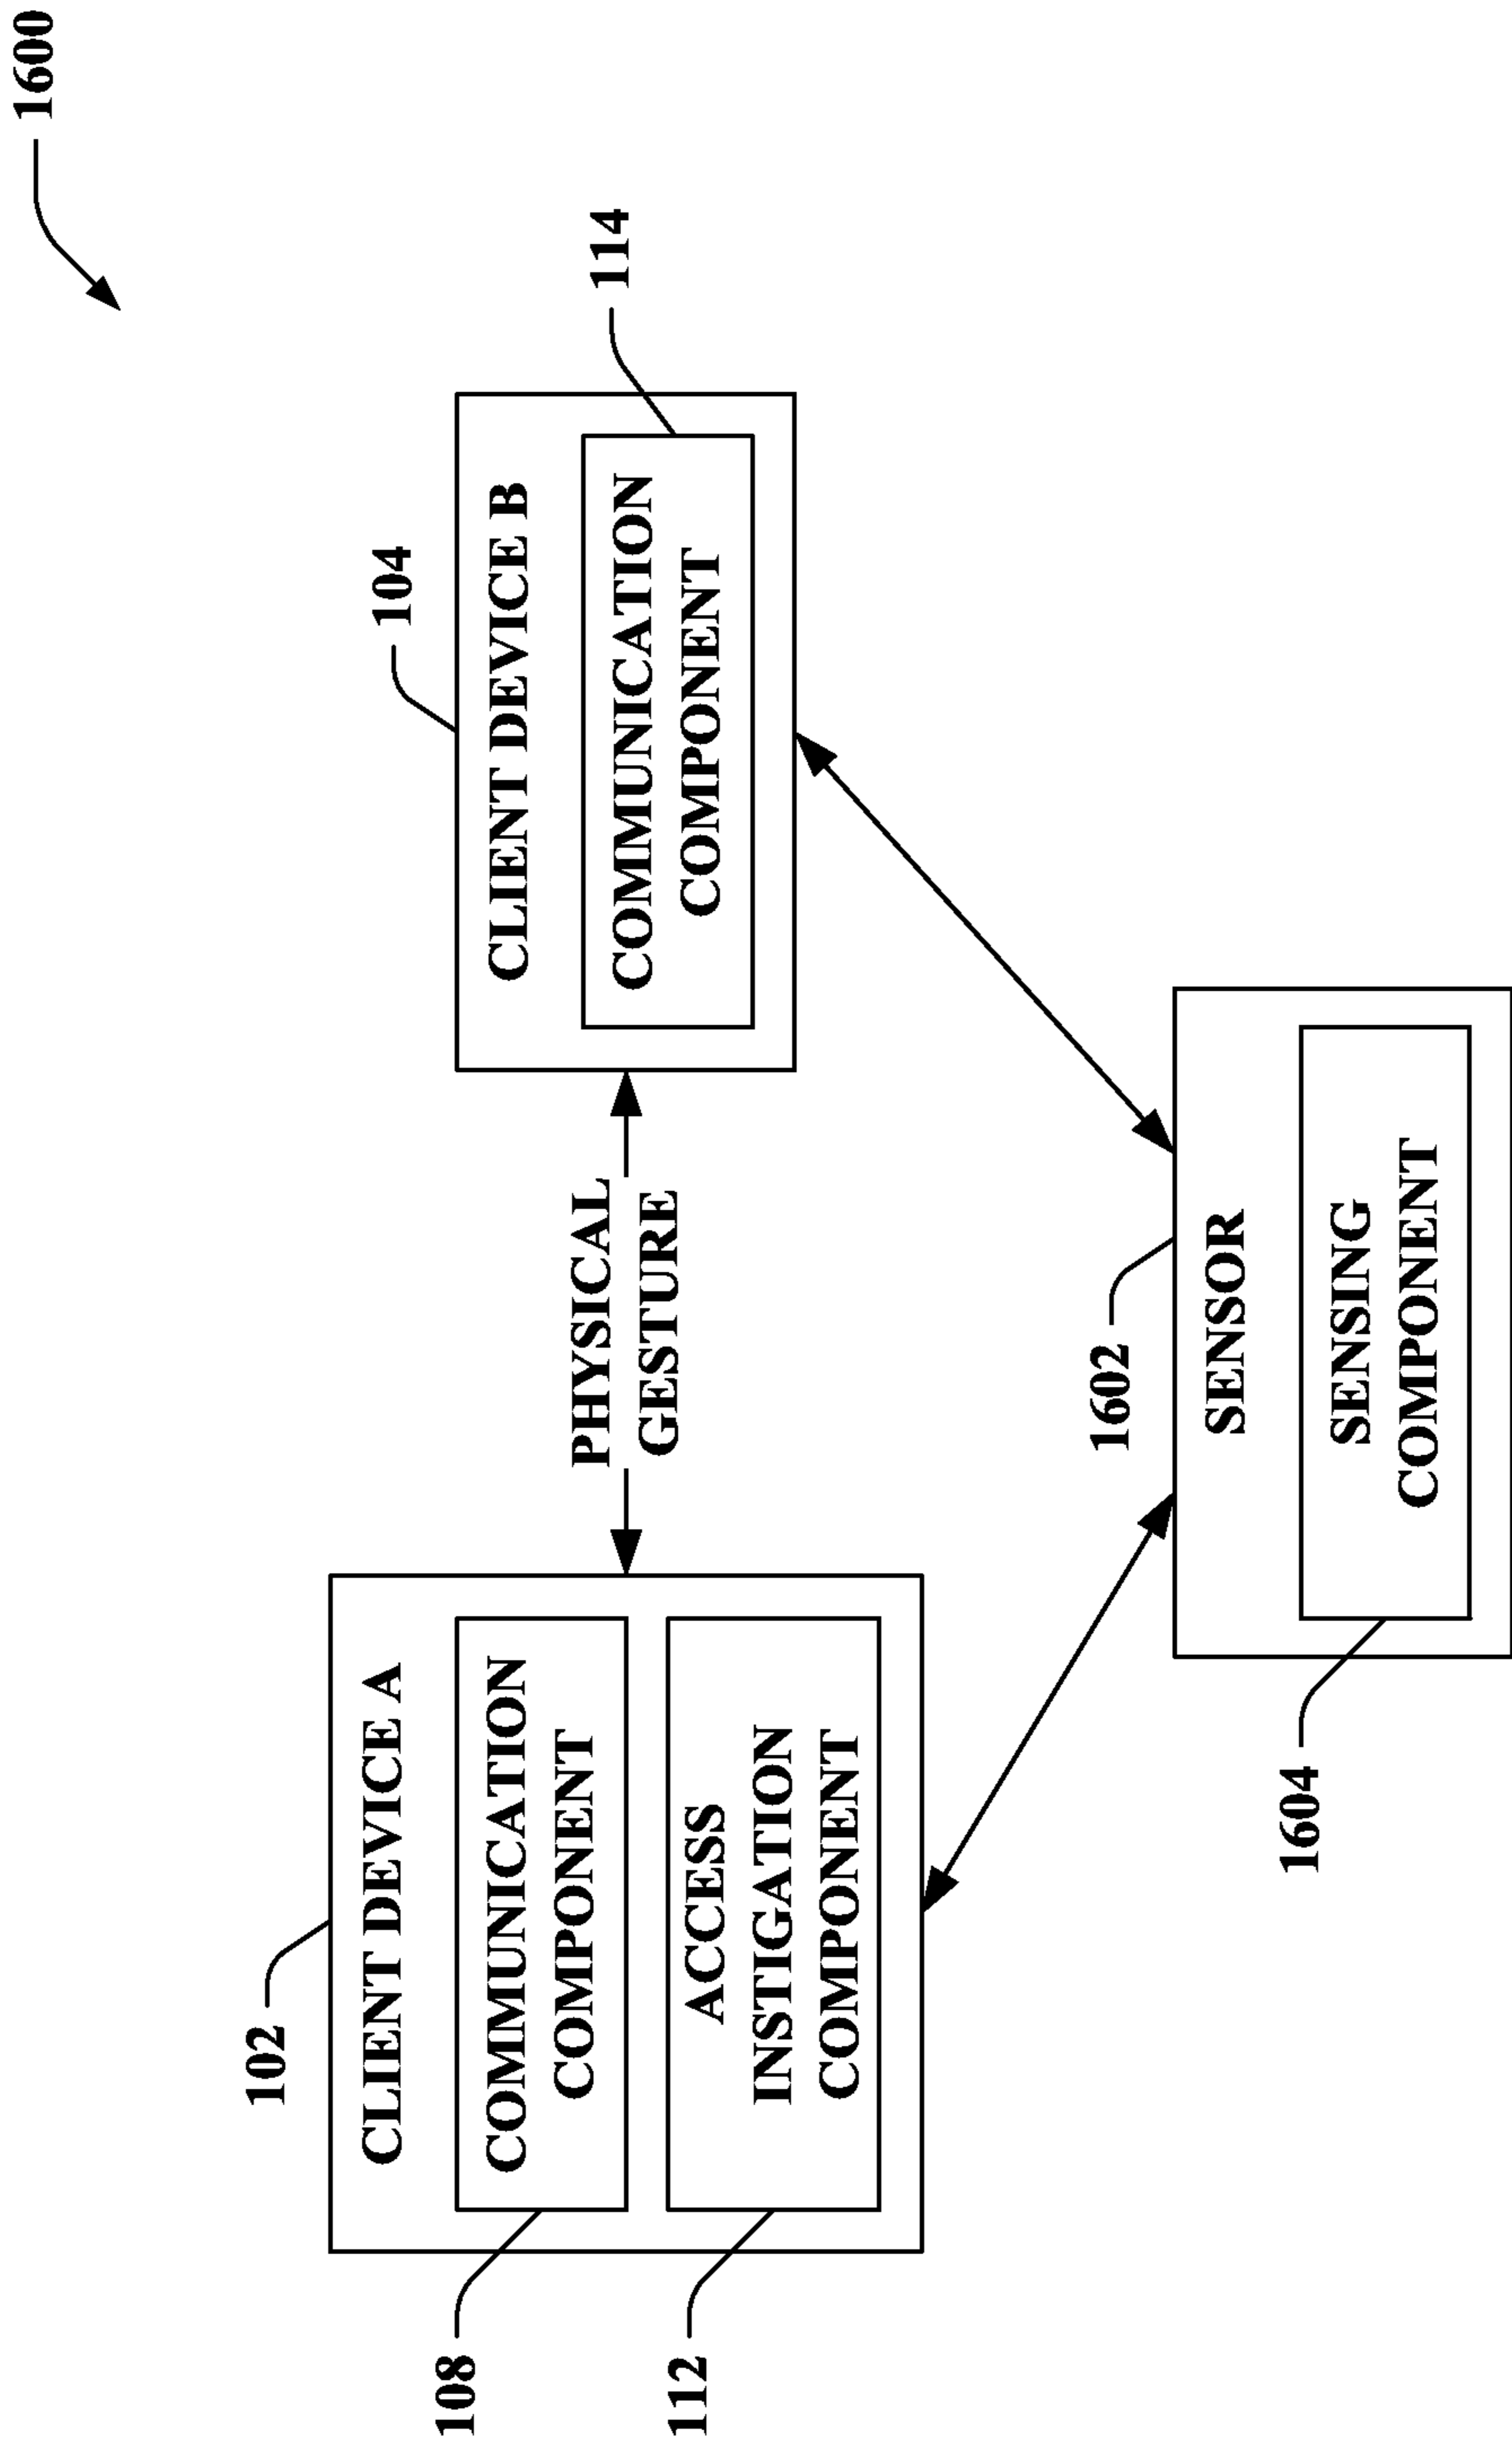 1600
102
CLIENT DEVICE A
108
COMMUNICATION
COMPONENT
112
ACCESS
INSTIGATION
COMPONENT
PHYSICAL
GESTURE
104
CLIENT DEVICE B
114
COMMUNICATION
COMPONENT
1602
SENSOR
1604
SENSING
COMPONENT